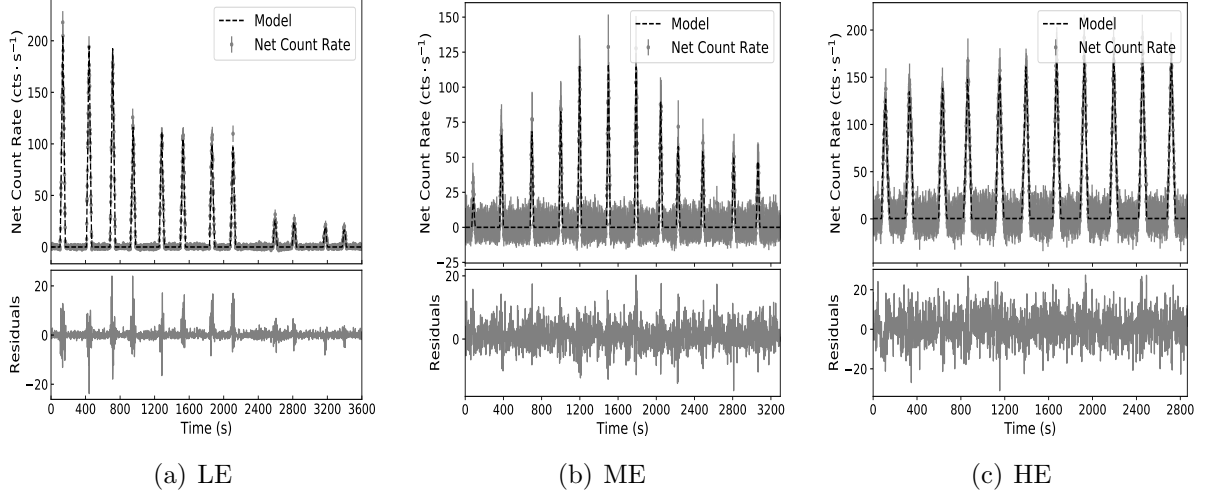 Net Count Rate (cts · s⁻¹)
200
150
100
50
0
Model
Net Count Rate
Residuals
20
0
−20
0 400 800 1200 1600 2000 2400 2800 3200 3600
Time (s)
(a) LE
Net Count Rate (cts · s⁻¹)
150
125
100
75
50
25
0
−25
Model
Net Count Rate
Residuals
20
0
0 400 800 1200 1600 2000 2400 2800 3200
Time (s)
(b) ME
Net Count Rate (cts · s⁻¹)
200
150
100
50
0
Model
Net Count Rate
Residuals
20
0
−20
0 400 800 1200 1600 2000 2400 2800
Time (s)
(c) HE